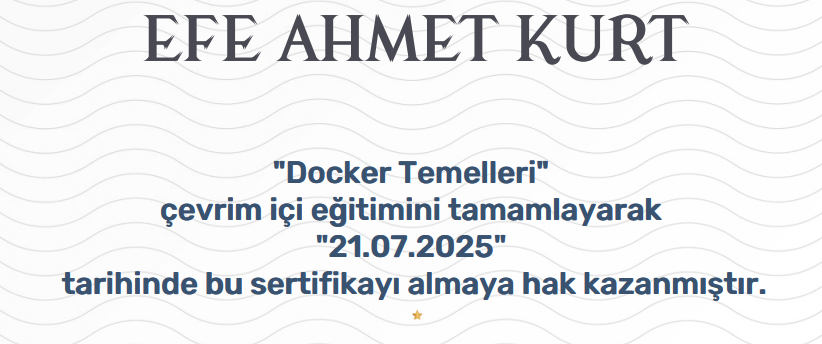 EFE AHMET KURT
"Docker Temelleri"
çevrim içi eğitimini tamamlayarak
"21.07.2025"
tarihinde bu sertifikayı almaya hak kazanmıştır.